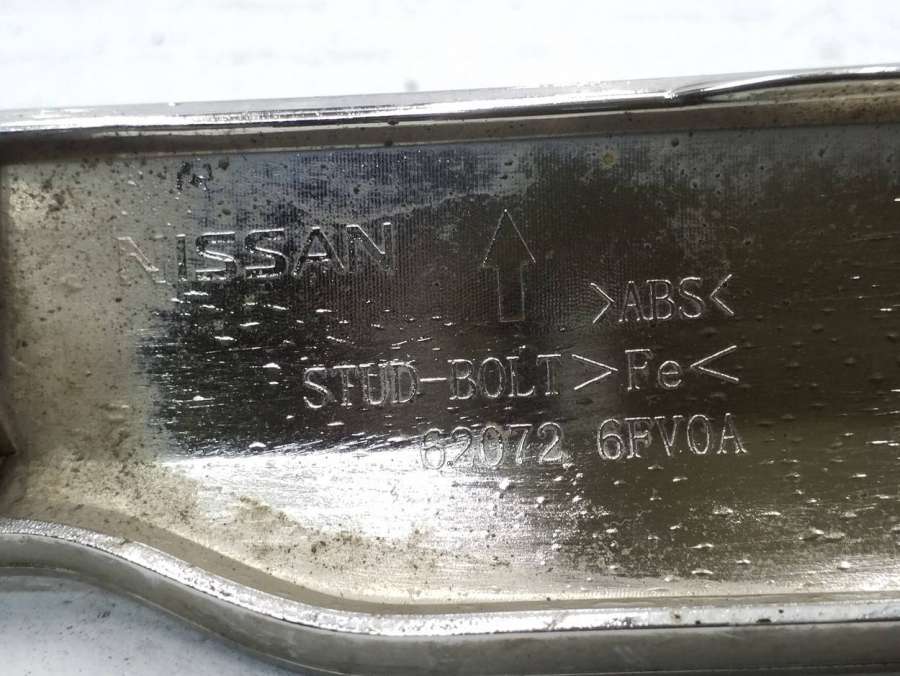 NISSAN
>ABS<
STUD-BOLT>Fe<
62072 6FV0A